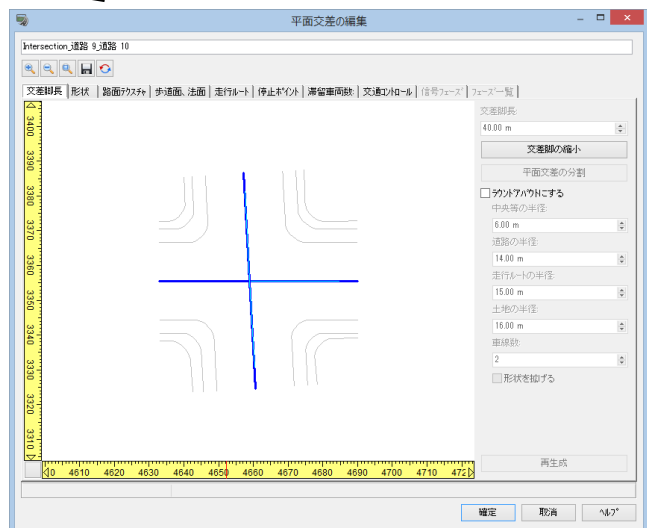 平面交差の編集
Intersection_道路 9_道路 10
交差脚長 形状 路面テクスチャ 歩道面、法面 走行ルート 停止ポイント 滞留車両数 交通コントロール 信号フェーズ フェーズ一覧
交差脚長:
40.00 m
交差脚の縮小
平面交差の分割
ラウンドアバウトにする
中央等の半径:
6.00 m
道路の半径:
14.00 m
走行ルートの半径:
15.00 m
土地の半径:
16.00 m
車線数:
2
形状を拡げる
再生成
3400
3390
3380
3370
3360
3350
3340
3330
3320
3310
0 4610 4620 4630 4640 4650 4660 4670 4680 4690 4700 4710 472
確定 取消 ヘルプ